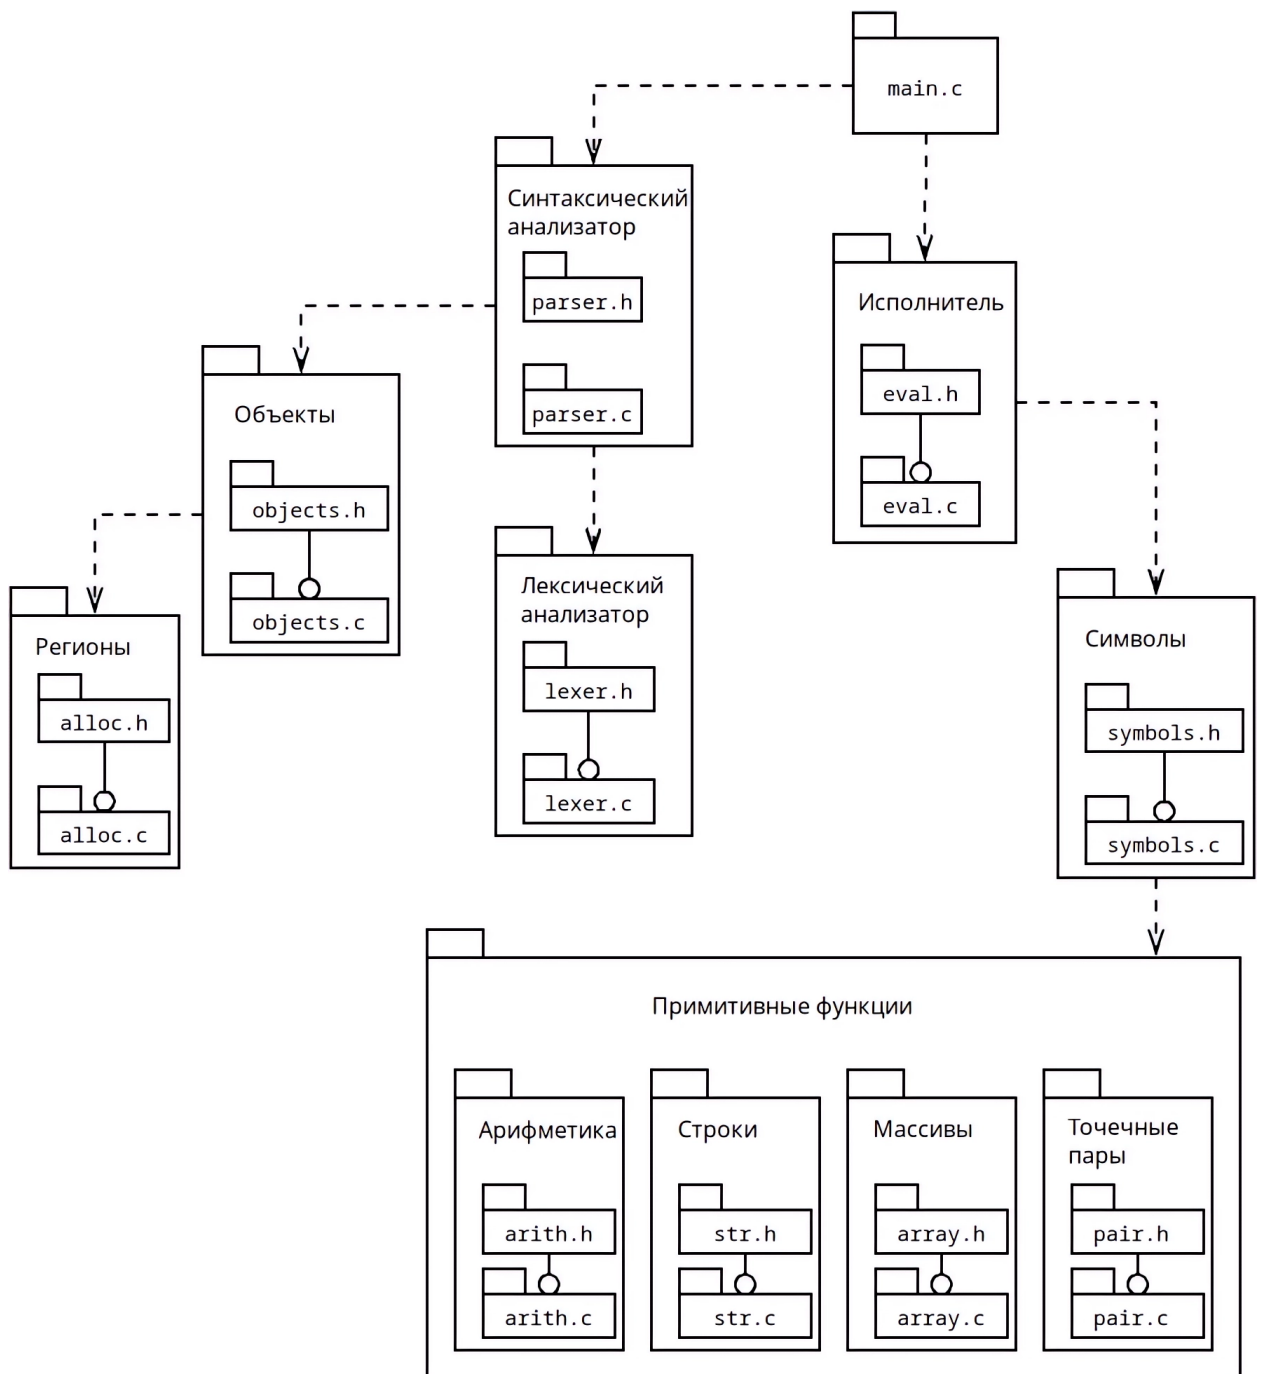 main.c
Синтаксический
анализатор
parser.h
parser.c
Исполнитель
eval.h
eval.c
Объекты
objects.h
objects.c
Лексический
анализатор
lexer.h
lexer.c
Регионы
alloc.h
alloc.c
Символы
symbols.h
symbols.c
Примитивные функции
Арифметика
arith.h
arith.c
Строки
str.h
str.c
Массивы
array.h
array.c
Точечные
пары
pair.h
pair.c